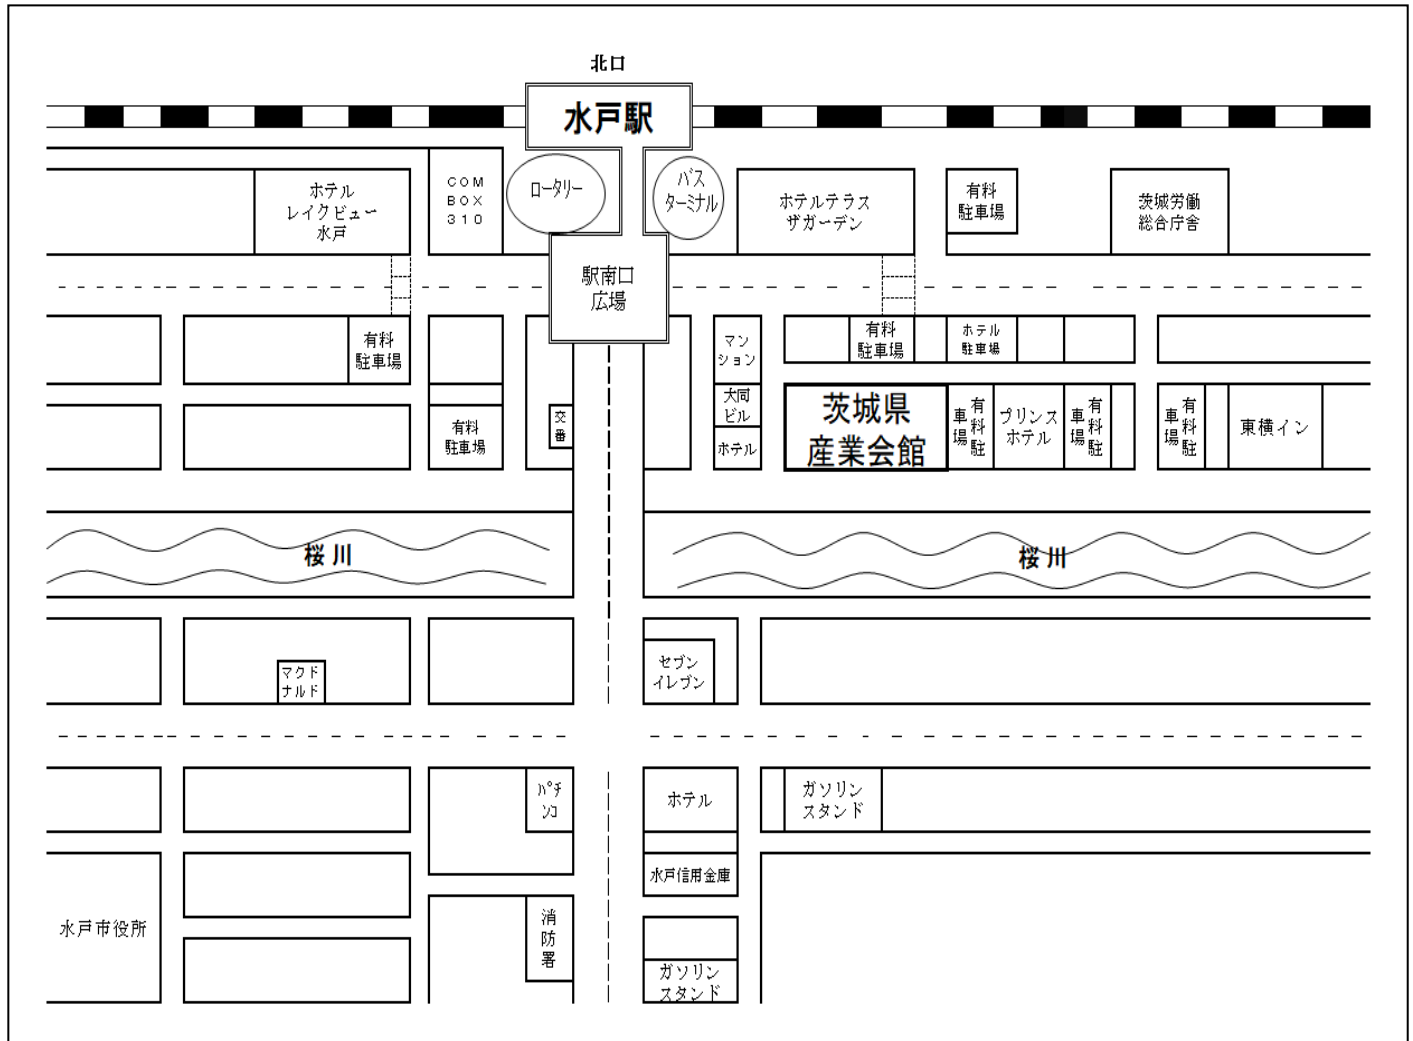 北口
水戸駅
ホテル
レイクビュー
水戸
COM
BOX
310
ロータリー
バス
ターミナル
ホテルテラス
ザガーデン
有料
駐車場
茨城労働
総合庁舎
駅南口
広場
有料
駐車場
マン
ション
有料
駐車場
ホテル
駐車場
有料
駐車場
交
番
大同
ビル
ホテル
茨城県
産業会館
有料駐
車場
プリンス
ホテル
有料駐
車場
有料駐
車場
東横イン
桜川
桜川
マクド
ナルド
セブン
イレブン
パチ
ンコ
ホテル
ガソリン
スタンド
水戸信用金庫
水戸市役所
消
防
署
ガソリン
スタンド